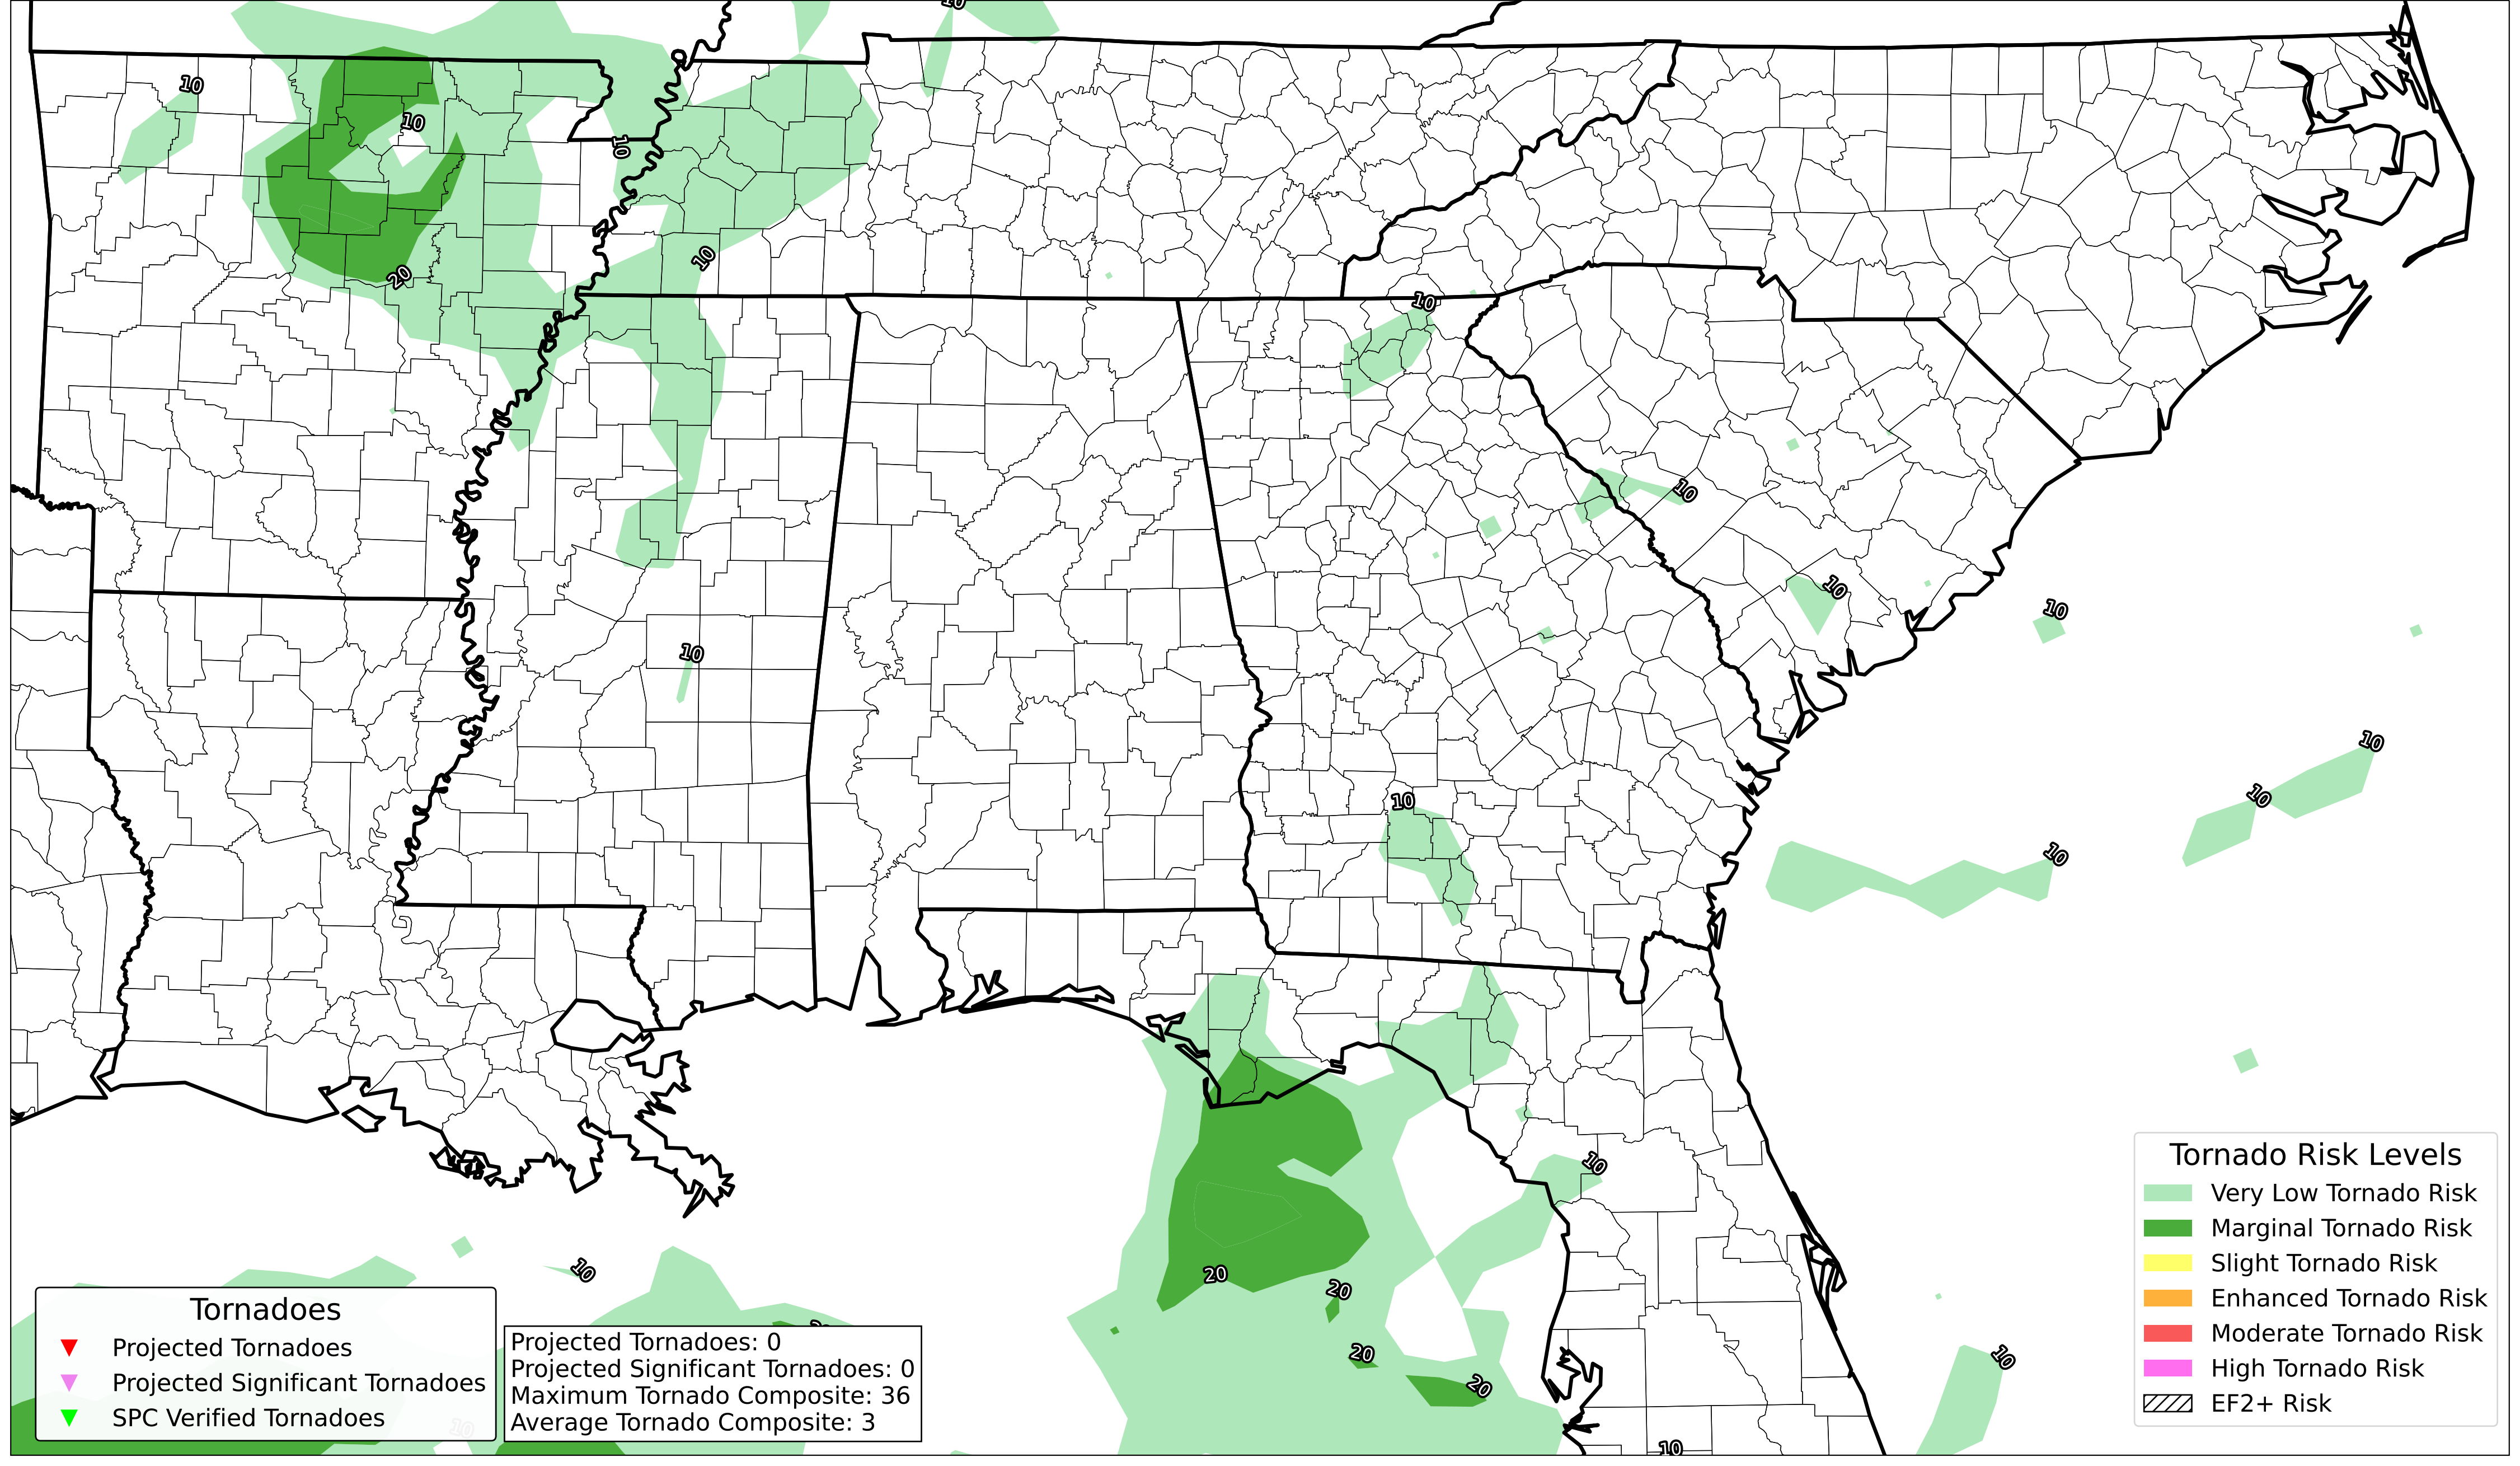 10
10
10
10
20
10
10
10
10
10
10
10
10
10
10
10
20
20
20
20
10
10
10
10
Tornadoes
Projected Tornadoes
Projected Significant Tornadoes
SPC Verified Tornadoes
Projected Tornadoes: 0
Projected Significant Tornadoes: 0
Maximum Tornado Composite: 36
Average Tornado Composite: 3
Tornado Risk Levels
Very Low Tornado Risk
Marginal Tornado Risk
Slight Tornado Risk
Enhanced Tornado Risk
Moderate Tornado Risk
High Tornado Risk
EF2+ Risk